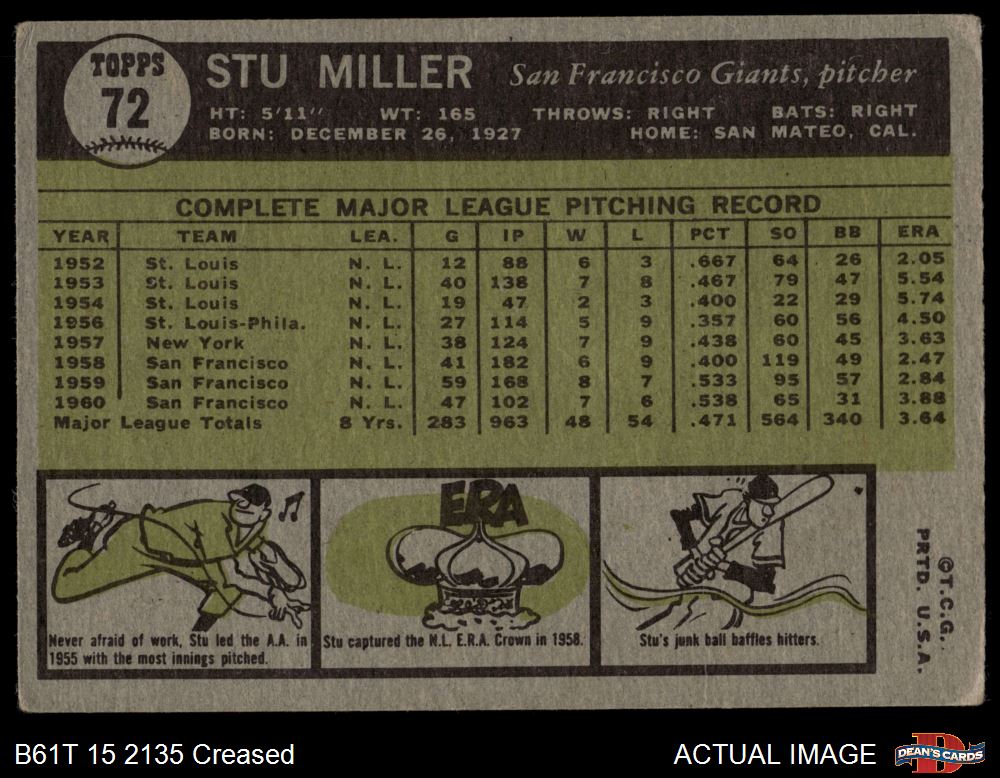 TOPPS
72
STU MILLER San Francisco Giants, pitcher
HT: 5'11" WT: 165 THROWS: RIGHT BATS: RIGHT
BORN: DECEMBER 26, 1927 HOME: SAN MATEO, CAL.
COMPLETE MAJOR LEAGUE PITCHING RECORD
YEAR TEAM LEA. G IP W L PCT SO BB ERA
1952 St. Louis N. L. 12 88 6 3 .667 64 26 2.05
1953 St. Louis N. L. 40 138 7 8 .467 79 47 5.54
1954 St. Louis N. L. 19 47 2 3 .400 22 29 5.74
1956 St. Louis-Phila. N. L. 27 114 5 9 .357 60 56 4.50
1957 New York N. L. 38 124 7 9 .438 60 45 3.63
1958 San Francisco N. L. 41 182 6 9 .400 119 49 2.47
1959 San Francisco N. L. 59 168 8 7 .533 95 57 2.84
1960 San Francisco N. L. 47 102 7 6 .538 65 31 3.88
Major League Totals 8 Yrs. 283 963 48 54 .471 564 340 3.64
Never afraid of work, Stu led the A.A. in
1955 with the most innings pitched.
ERA
Stu captured the N.L. E.R.A. Crown in 1958.
Stu's junk ball baffles hitters.
©T.C.G.
PRTD. U.S.A.
B61T 15 2135 Creased
ACTUAL IMAGE
DEAN'S CARDS